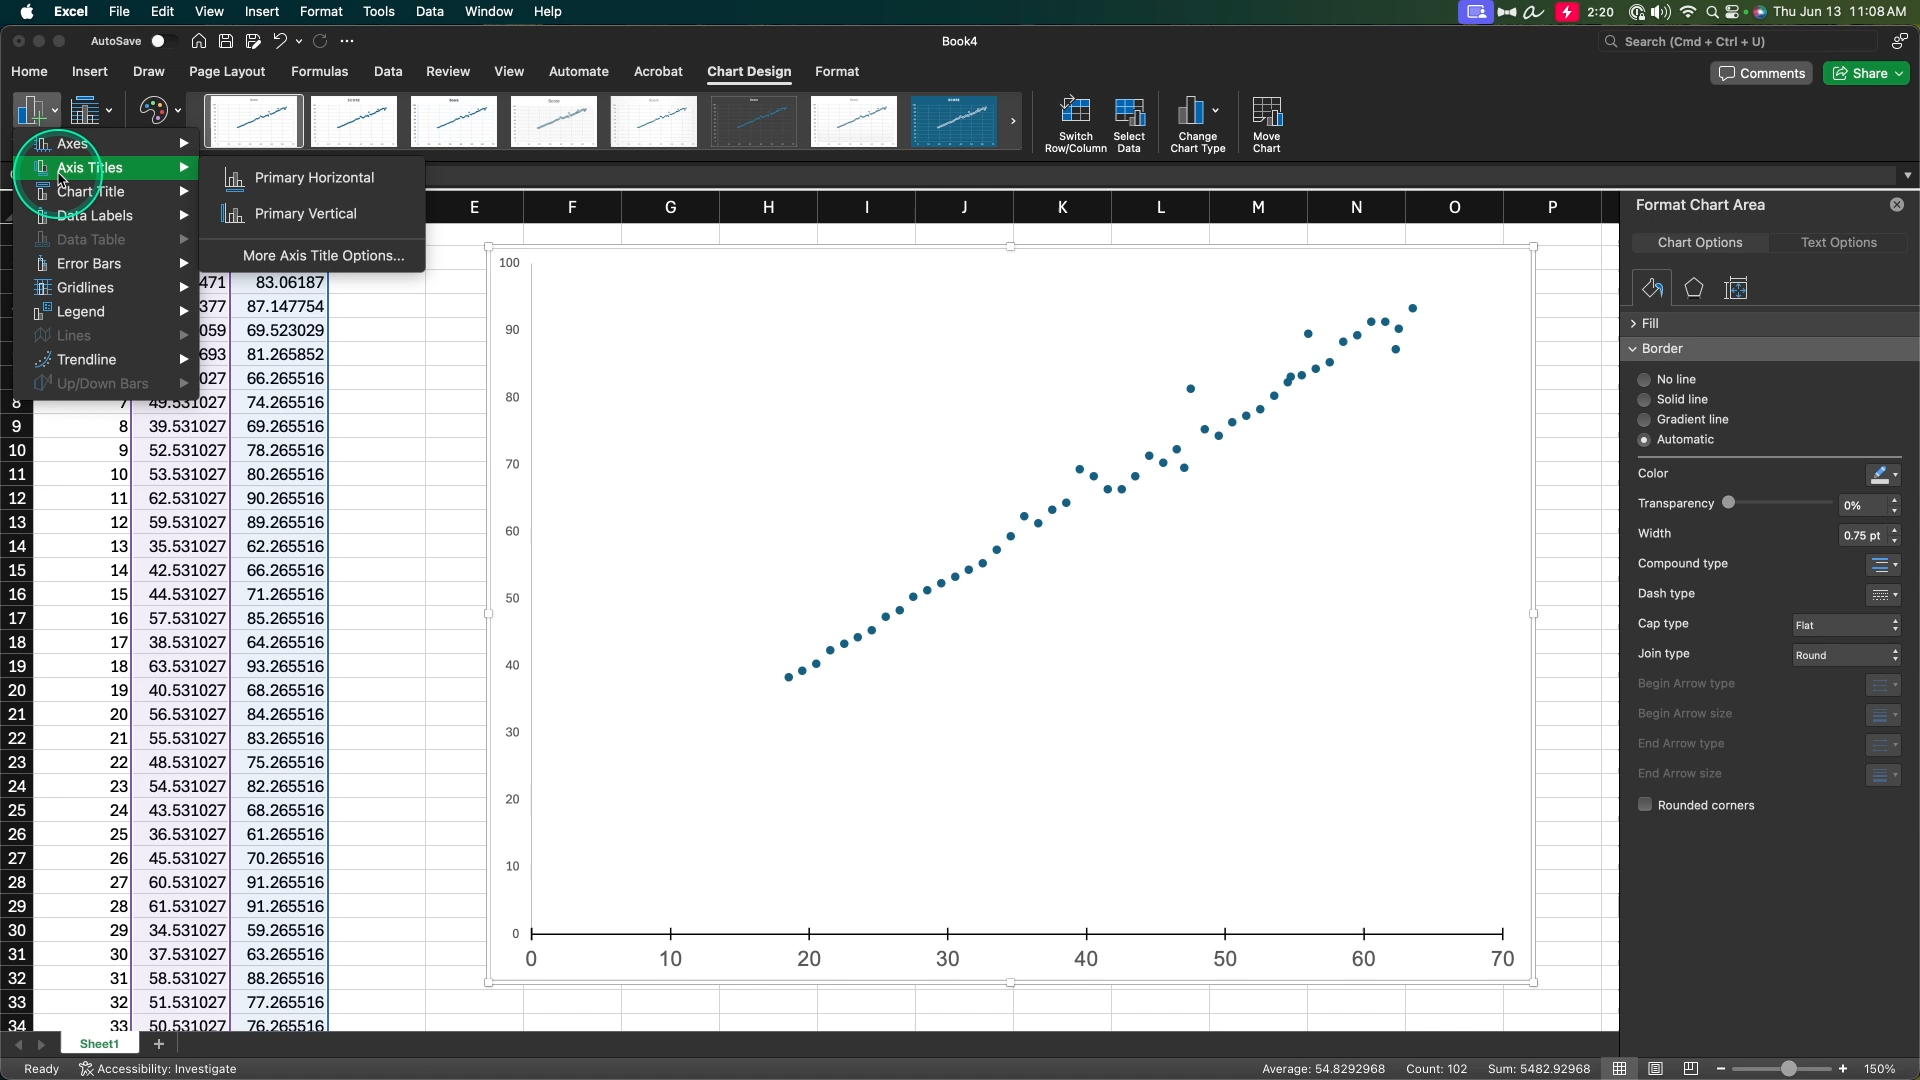 Excel File Edit View Insert Format Tools Data Window Help 2:20 Thu Jun 13 11:08 AM
AutoSave Book4 Search (Cmd + Ctrl + U)
Home Insert Draw Page Layout Formulas Data Review View Automate Acrobat Chart Design Format Comments Share
Switch Row/Column
Select Data
Change Chart Type
Move Chart
Axes
Axis Titles
Chart Title
Data Labels
Data Table
Error Bars
Gridlines
Legend
Lines
Trendline
Up/Down Bars
Primary Horizontal
Primary Vertical
More Axis Title Options...
E F G H I J K L M N O P
471 83.06187
377 87.147754
059 69.523029
693 81.265852
027 66.265516
8 7 49.531027 74.265516
9 8 39.531027 69.265516
10 9 52.531027 78.265516
11 10 53.531027 80.265516
12 11 62.531027 90.265516
13 12 59.531027 89.265516
14 13 35.531027 62.265516
15 14 42.531027 66.265516
16 15 44.531027 71.265516
17 16 57.531027 85.265516
18 17 38.531027 64.265516
19 18 63.531027 93.265516
20 19 40.531027 68.265516
21 20 56.531027 84.265516
22 21 55.531027 83.265516
23 22 48.531027 75.265516
24 23 54.531027 82.265516
25 24 43.531027 68.265516
26 25 36.531027 61.265516
27 26 45.531027 70.265516
28 27 60.531027 91.265516
29 28 61.531027 91.265516
30 29 34.531027 59.265516
31 30 37.531027 63.265516
32 31 58.531027 88.265516
33 32 51.531027 77.265516
34 33 50.531027 76.265516
100
90
80
70
60
50
40
30
20
10
0
0 10 20 30 40 50 60 70
Format Chart Area
Chart Options Text Options
Fill
Border
No line
Solid line
Gradient line
Automatic
Color
Transparency 0%
Width 0.75 pt
Compound type
Dash type
Cap type Flat
Join type Round
Begin Arrow type
Begin Arrow size
End Arrow type
End Arrow size
Rounded corners
Sheet1
Ready Accessibility: Investigate Average: 54.8292968 Count: 102 Sum: 5482.92968 150%